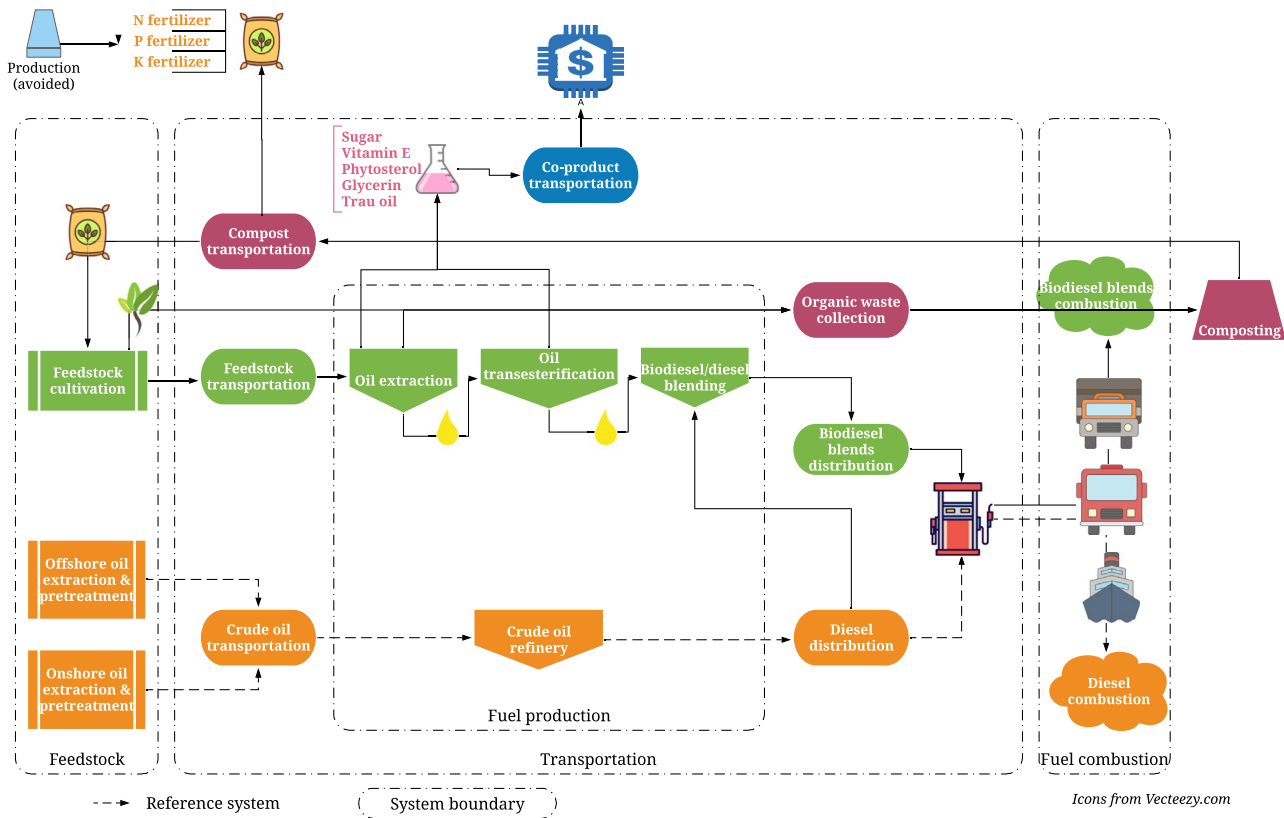 N fertilizer
P fertilizer
K fertilizer
Production
(avoided)
$
A
Sugar
Vitamin E
Phytosterol
Glycerin
Trau oil
Co-product
transportation
Compost
transportation
Organic waste
collection
Biodiesel blends
combustion
Composting
Feedstock
cultivation
Feedstock
transportation
Oil extraction
Oil
transesterification
Biodiesel/diesel
blending
Biodiesel
blends
distribution
Offshore oil
extraction &
pretreatment
Crude oil
transportation
Crude oil
refinery
Diesel
distribution
Onshore oil
extraction &
pretreatment
Diesel
combustion
Fuel production
Feedstock
Transportation
Fuel combustion
Reference system
System boundary
Icons from Vecteezy.com